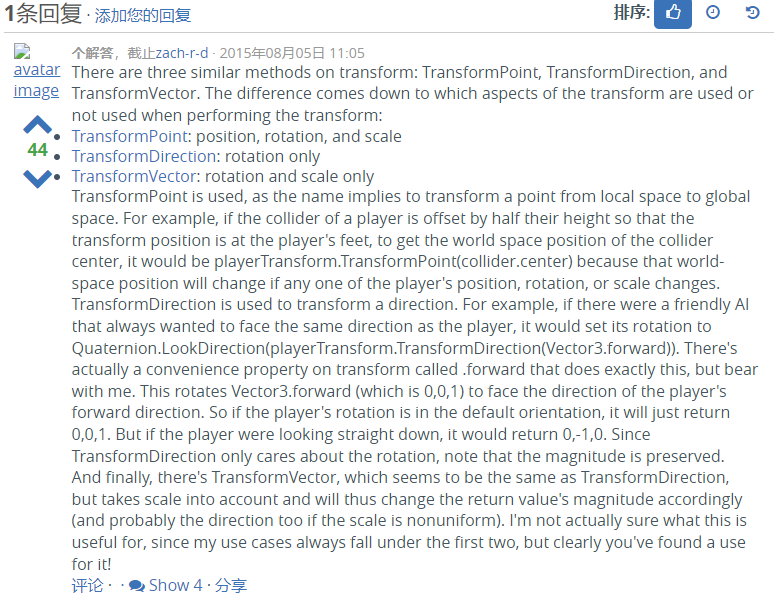 1条回复 · 添加您的回复
排序:
avatar
image
个解答，截止zach-r-d · 2015年08月05日 11:05
There are three similar methods on transform: TransformPoint, TransformDirection, and
TransformVector. The difference comes down to which aspects of the transform are used or
not used when performing the transform:
44
TransformPoint: position, rotation, and scale
TransformDirection: rotation only
TransformVector: rotation and scale only
TransformPoint is used, as the name implies to transform a point from local space to global
space. For example, if the collider of a player is offset by half their height so that the
transform position is at the player's feet, to get the world space position of the collider
center, it would be playerTransform.TransformPoint(collider.center) because that world-
space position will change if any one of the player's position, rotation, or scale changes.
TransformDirection is used to transform a direction. For example, if there were a friendly AI
that always wanted to face the same direction as the player, it would set its rotation to
Quaternion.LookDirection(playerTransform.TransformDirection(Vector3.forward)). There's
actually a convenience property on transform called .forward that does exactly this, but bear
with me. This rotates Vector3.forward (which is 0,0,1) to face the direction of the player's
forward direction. So if the player's rotation is in the default orientation, it will just return
0,0,1. But if the player were looking straight down, it would return 0,-1,0. Since
TransformDirection only cares about the rotation, note that the magnitude is preserved.
And finally, there's TransformVector, which seems to be the same as TransformDirection,
but takes scale into account and will thus change the return value's magnitude accordingly
(and probably the direction too if the scale is nonuniform). I'm not actually sure what this is
useful for, since my use cases always fall under the first two, but clearly you've found a use
for it!
评论 · · Show 4 · 分享